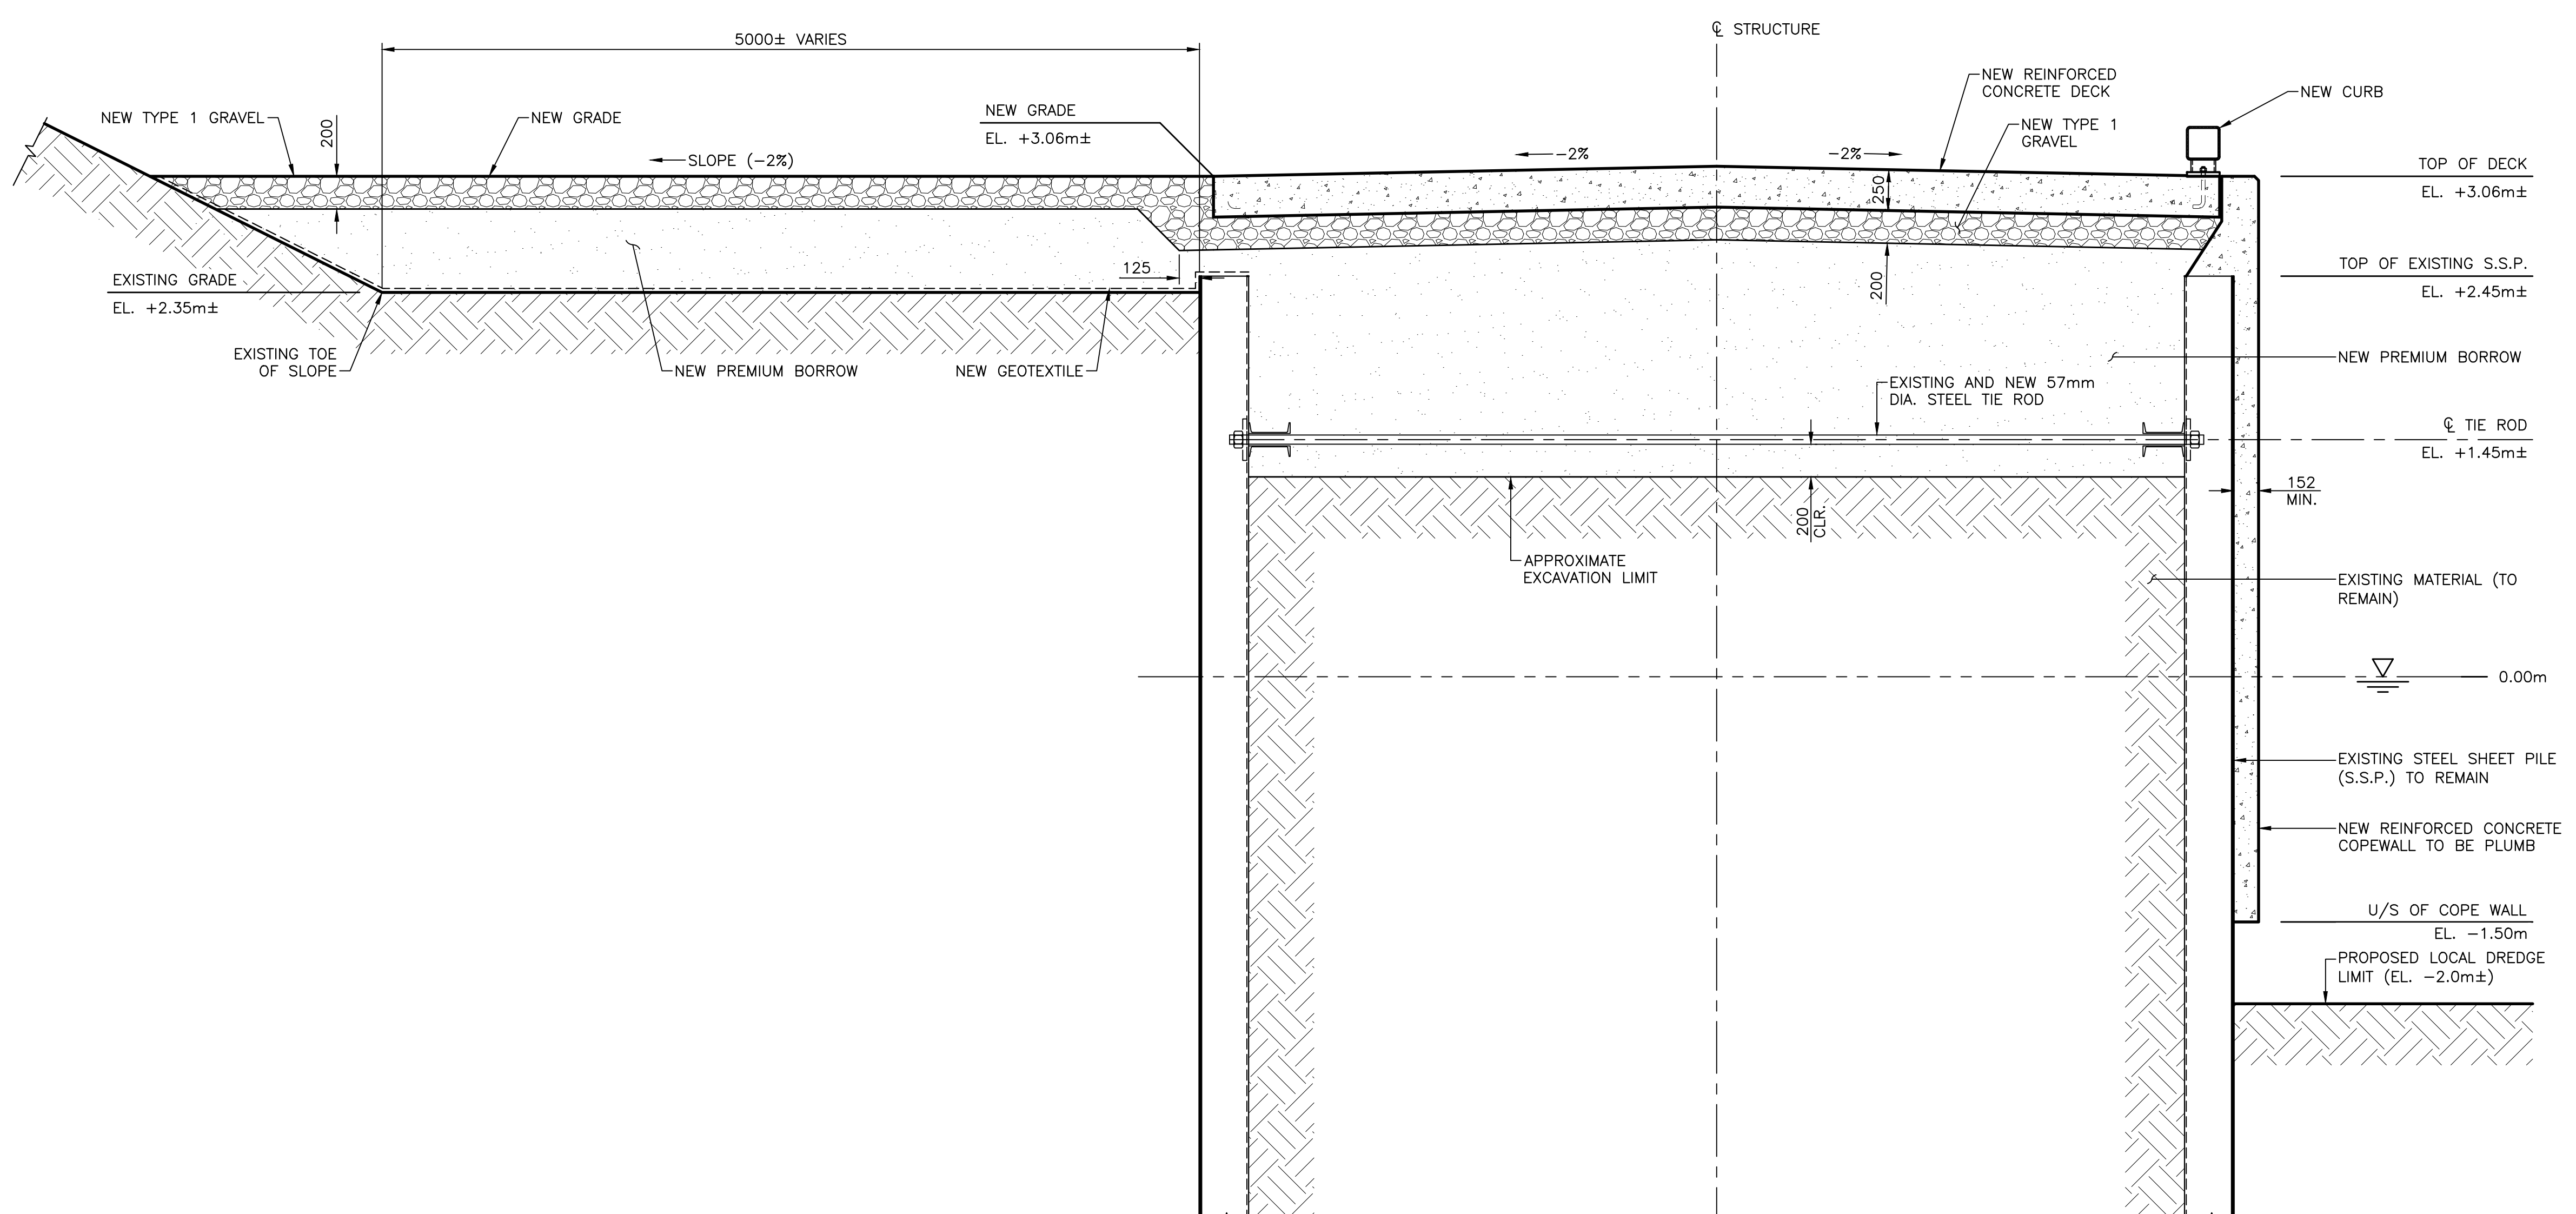 ℄ STRUCTURE
5000± VARIES
NEW REINFORCED
CONCRETE DECK
NEW CURB
NEW TYPE 1 GRAVEL
200
NEW GRADE
NEW GRADE
EL. +3.06m±
NEW TYPE 1
GRAVEL
SLOPE (-2%)
-2%
-2%
TOP OF DECK
EL. +3.06m±
250
EXISTING GRADE
EL. +2.35m±
125
200
TOP OF EXISTING S.S.P.
EL. +2.45m±
EXISTING TOE
OF SLOPE
NEW PREMIUM BORROW
NEW GEOTEXTILE
NEW PREMIUM BORROW
EXISTING AND NEW 57mm
DIA. STEEL TIE ROD
℄ TIE ROD
EL. +1.45m±
152
MIN.
200
CLR.
APPROXIMATE
EXCAVATION LIMIT
EXISTING MATERIAL (TO
REMAIN)
0.00m
EXISTING STEEL SHEET PILE
(S.S.P.) TO REMAIN
NEW REINFORCED CONCRETE
COPEWALL TO BE PLUMB
U/S OF COPE WALL
EL. -1.50m
PROPOSED LOCAL DREDGE
LIMIT (EL. -2.0m±)